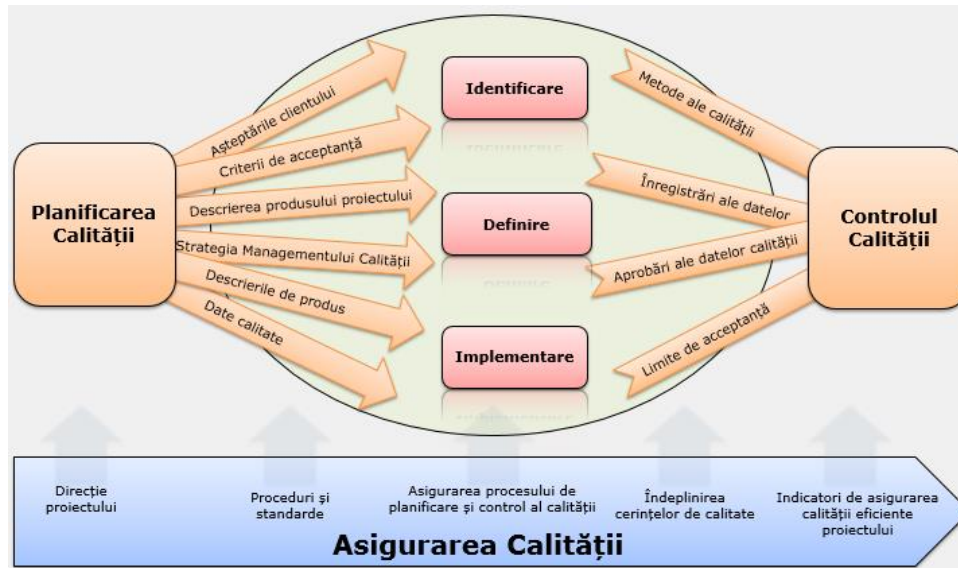 Planificarea
Calității
Așteptările clientului
Criterii de acceptanță
Descrierea produsului proiectului
Strategia Managementului Calității
Descrierile de produs
Date calitate
Identificare
Definire
Implementare
Metode ale calității
Înregistrări ale datelor
Aprobări ale datelor calității
Limite de acceptanță
Controlul
Calității
Direcție
proiectului
Proceduri și
standarde
Asigurarea procesului de
planificare și control al calității
Îndeplinirea
cerințelor de calitate
Indicatori de asigurarea
calității eficiente
proiectului
Asigurarea Calității